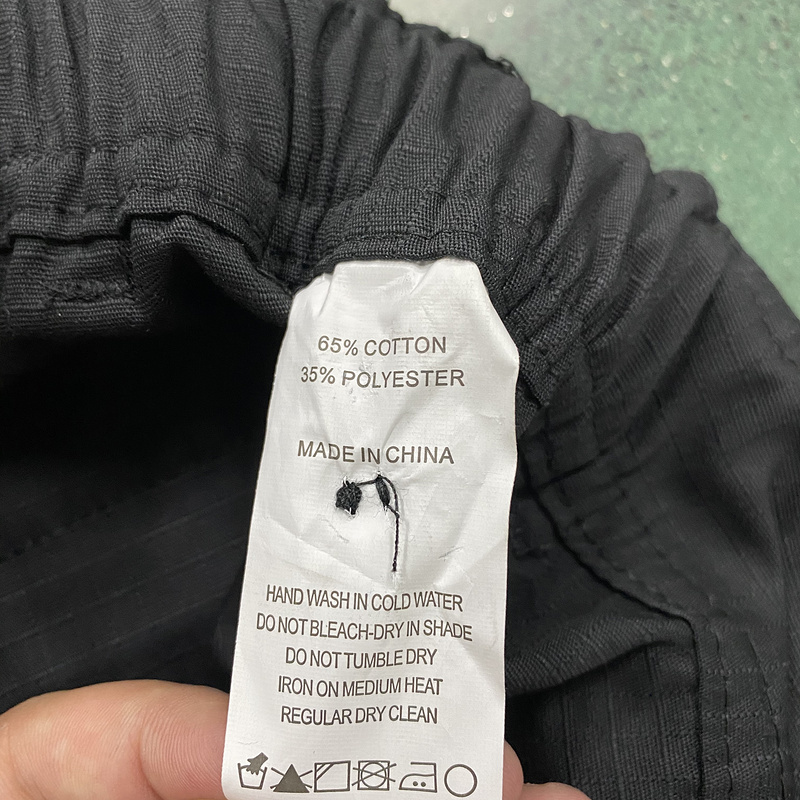 65% COTTON
35% POLYESTER
MADE IN CHINA
HAND WASH IN COLD WATER
DO NOT BLEACH-DRY IN SHADE
DO NOT TUMBLE DRY
IRON ON MEDIUM HEAT
REGULAR DRY CLEAN